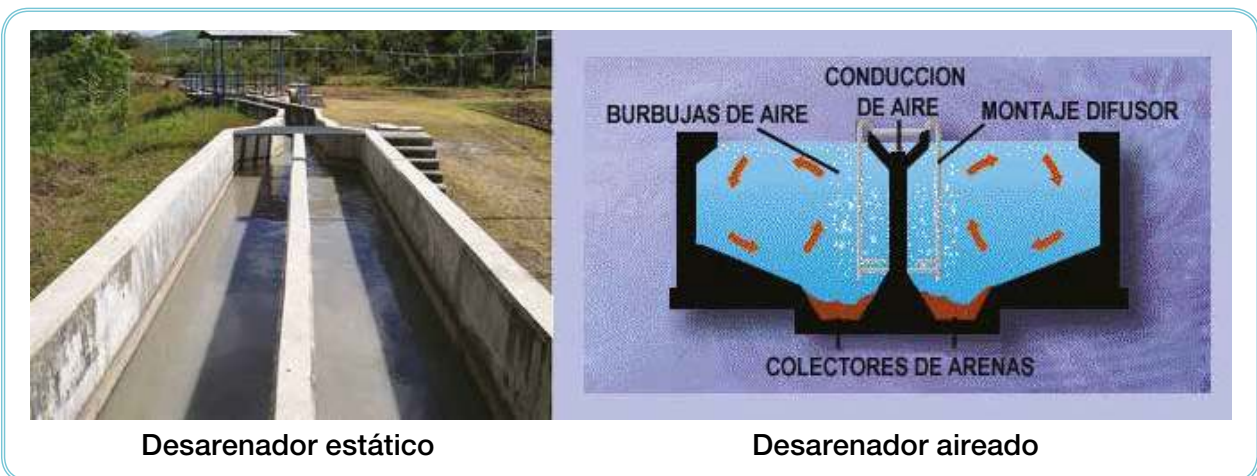 CONDUCCION
DE AIRE
BURBUJAS DE AIRE
MONTAJE DIFUSOR
COLECTORES DE ARENAS
Desarenador estático
Desarenador aireado